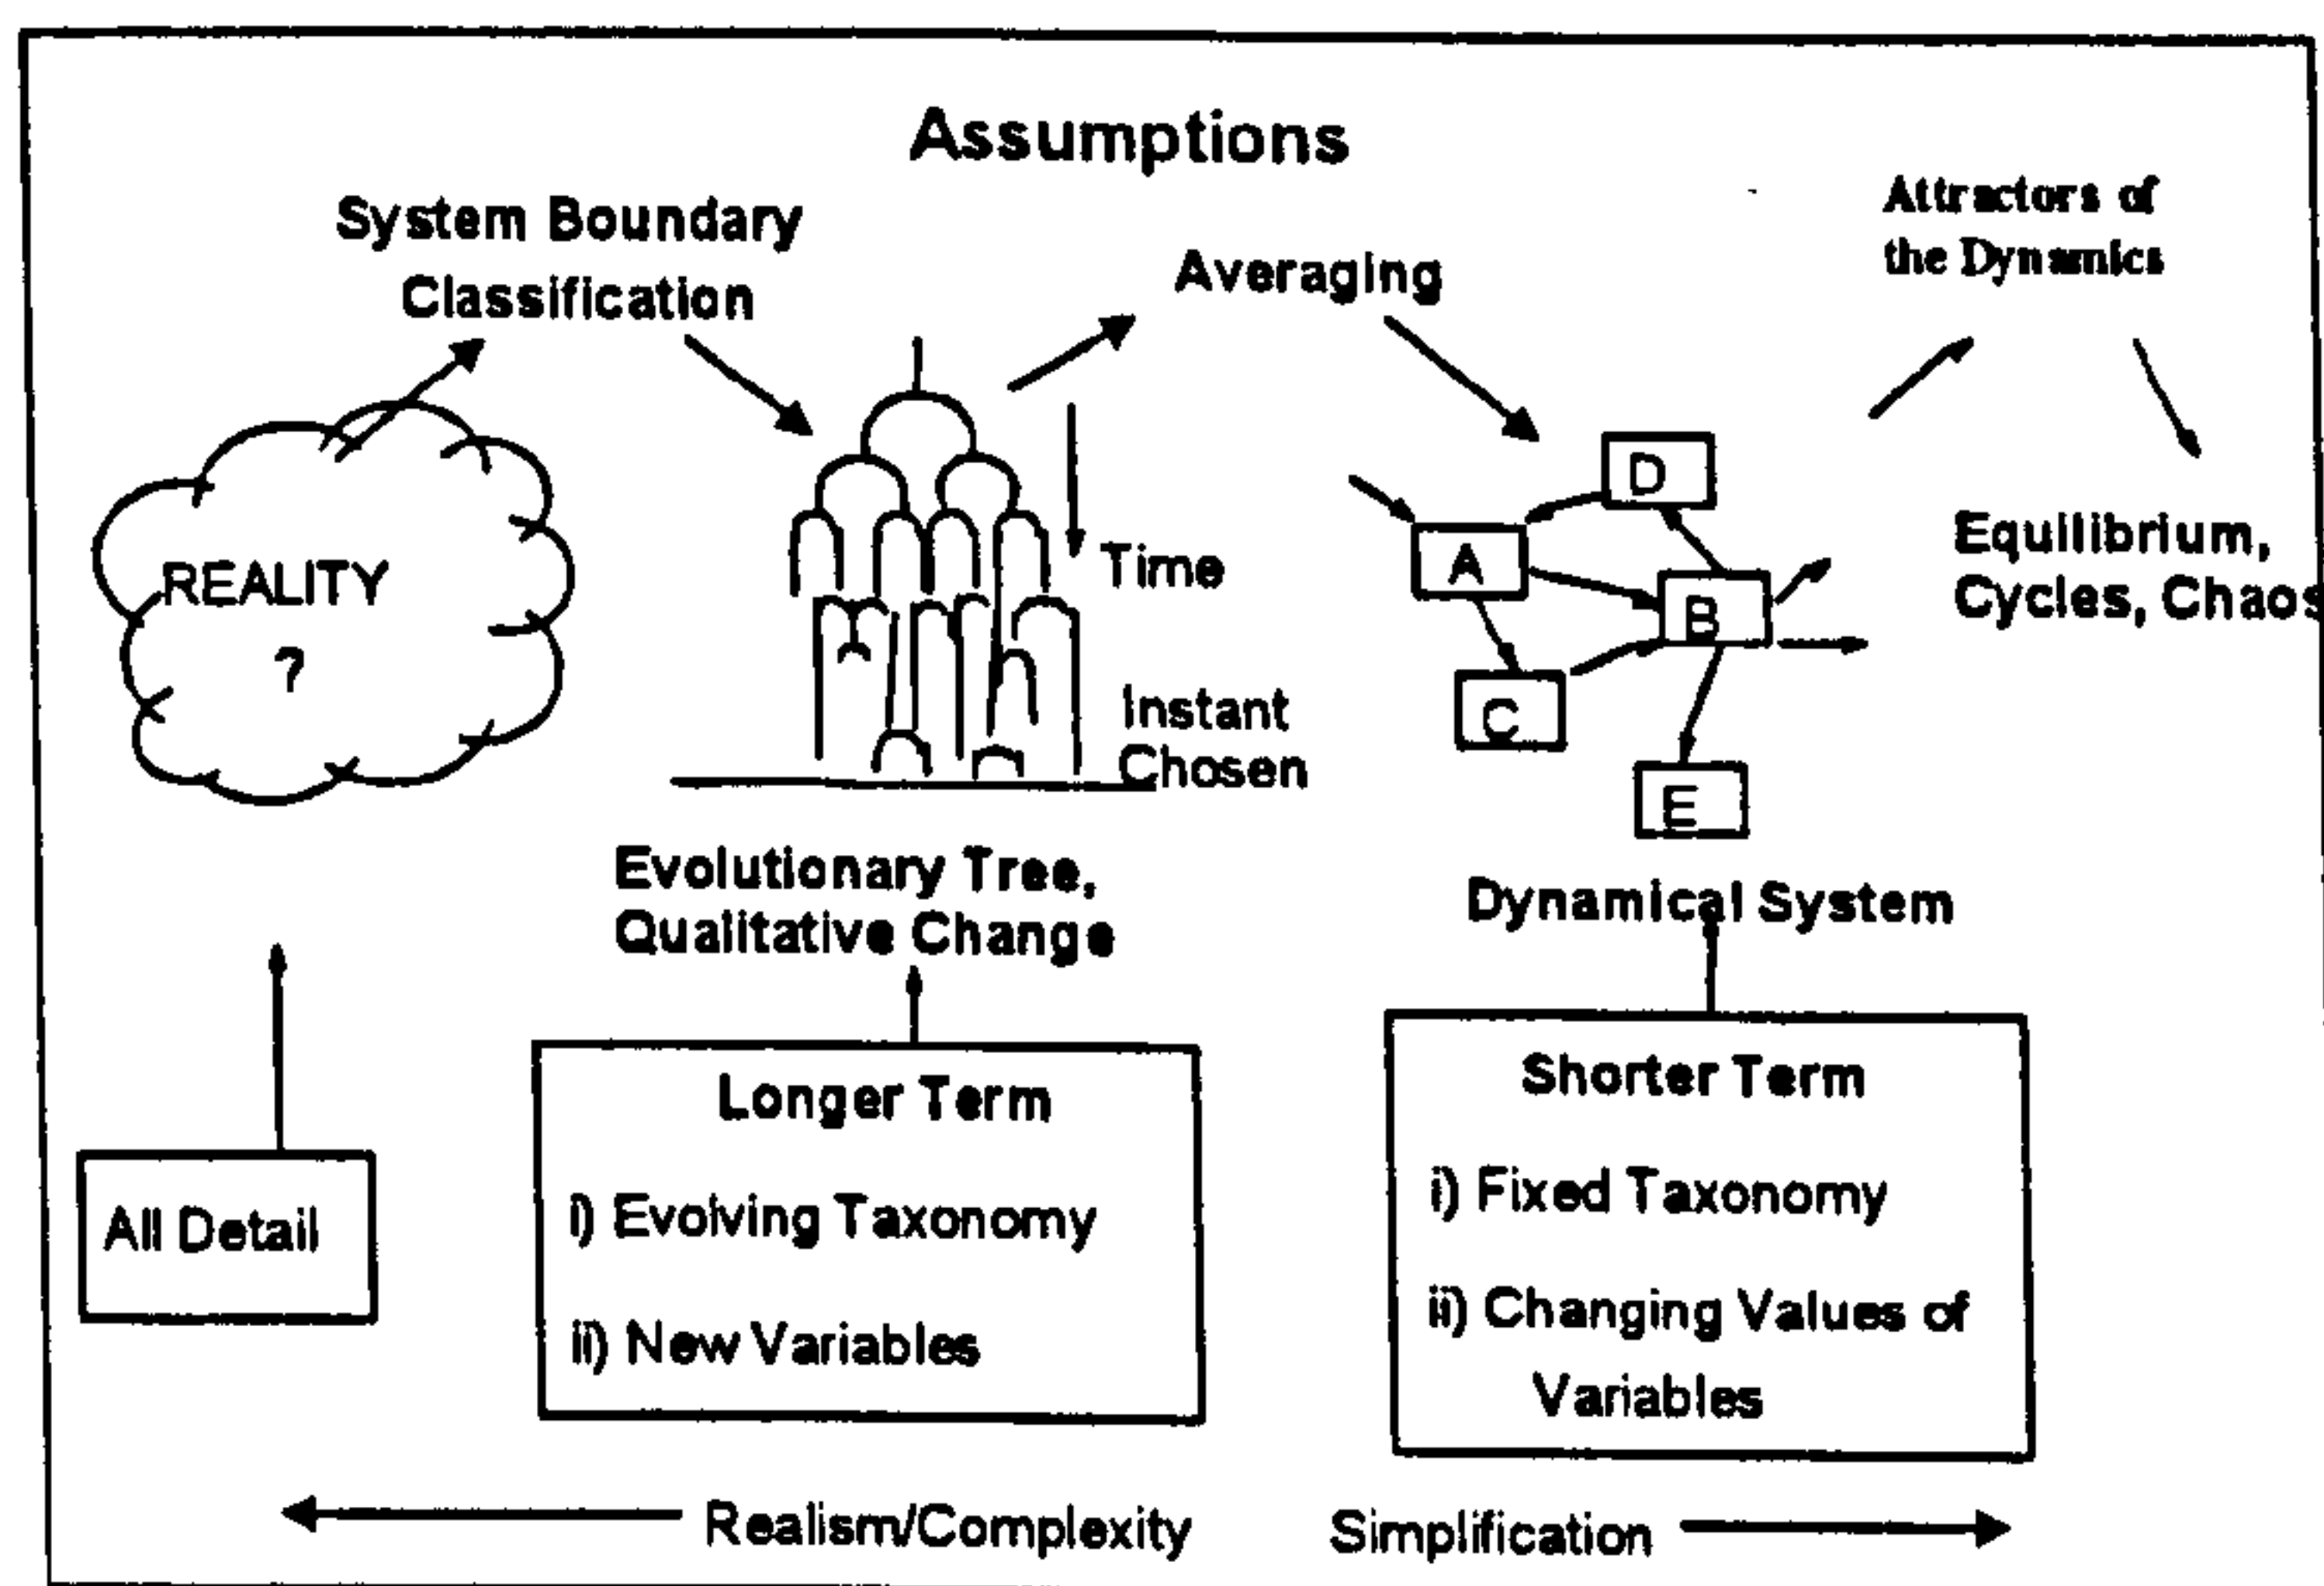 Assumptions
System Boundary
Classification
Averaging
Attractors of
the Dynamics
REALITY
?
Time
Instant
Chosen
D
A
B
C
E
Equilibrium,
Cycles, Chaos
Evolutionary Tree,
Qualitative Change
Dynamical System
All Detail
Longer Term
i) Evolving Taxonomy
ii) New Variables
Shorter Term
i) Fixed Taxonomy
ii) Changing Values of
Variables
Realism/Complexity
Simplification